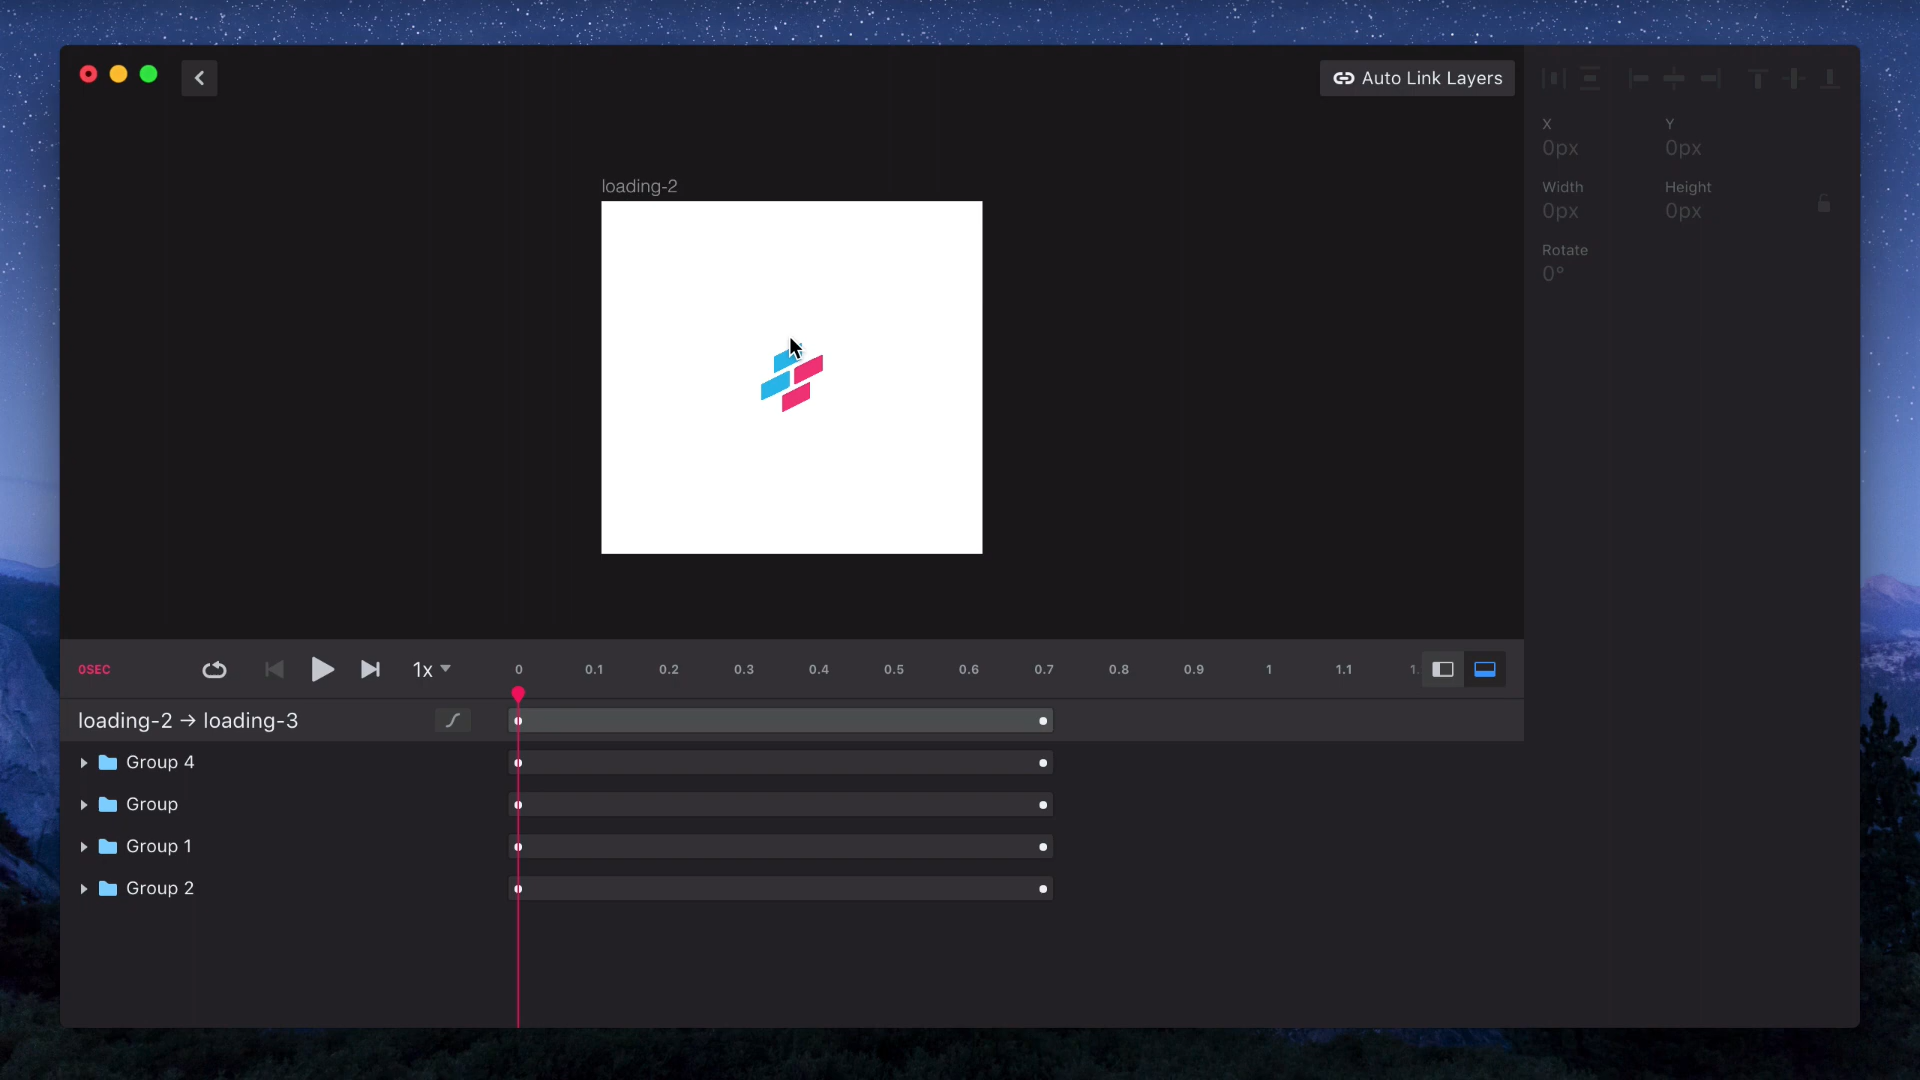 Auto Link Layers
X
Y
0px
0px
Width
Height
0px
0px
Rotate
0°
loading-2
0SEC
1x
0 0.1 0.2 0.3 0.4 0.5 0.6 0.7 0.8 0.9 1 1.1 1.
loading-2 → loading-3
Group 4
Group
Group 1
Group 2